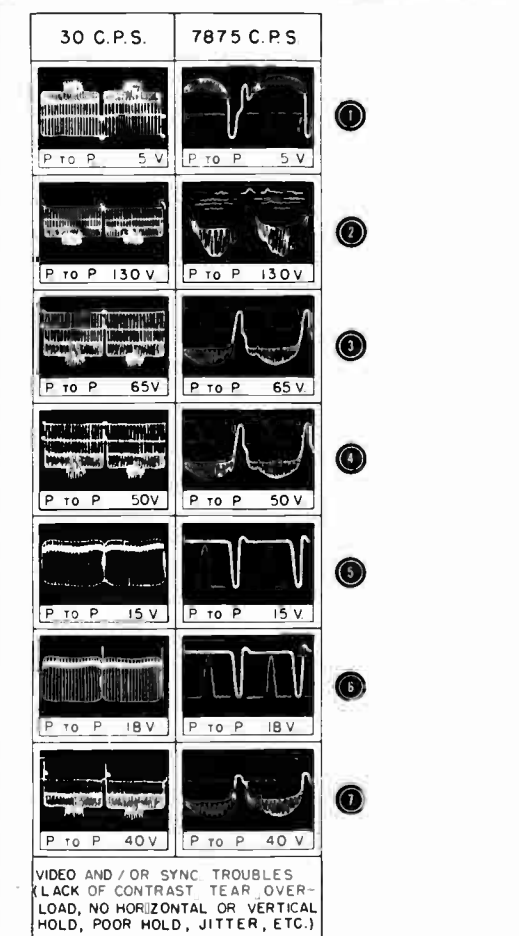 30 C.P.S. 7875 C.P.S
P TO P 5 V P TO P 5 V 1
P TO P 130 V P TO P 130 V 2
P TO P 65V P TO P 65 V. 3
P TO P 50V P TO P 50 V 4
P TO P 15 V P TO P 15 V. 5
P TO P 18 V P TO P 18 V 6
P TO P 40V P TO P 40 V 7
VIDEO AND / OR SYNC TROUBLES
(LACK OF CONTRAST TEAR OVER-
LOAD, NO HORIZONTAL OR VERTICAL
HOLD, POOR HOLD, JITTER, ETC.)